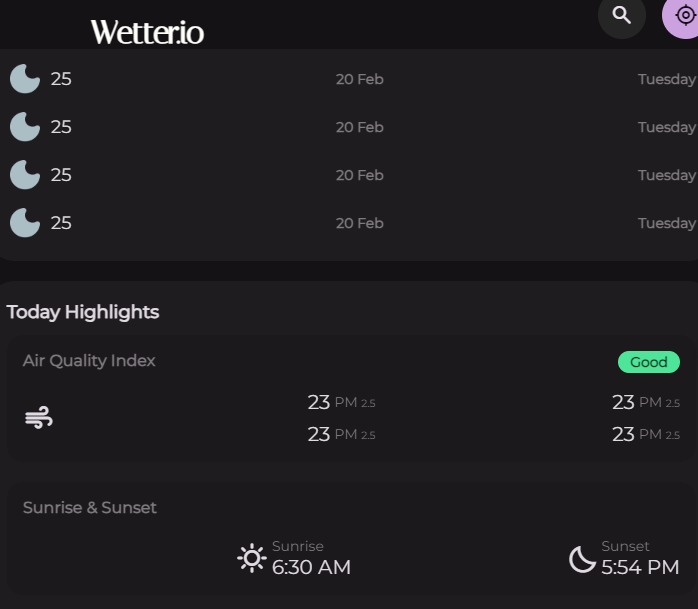 Wetter.io
25 20 Feb Tuesday
25 20 Feb Tuesday
25 20 Feb Tuesday
25 20 Feb Tuesday
Today Highlights
Air Quality Index Good
23 PM 2.5 23 PM 2.5
23 PM 2.5 23 PM 2.5
Sunrise & Sunset
Sunrise Sunset
6:30 AM 5:54 PM